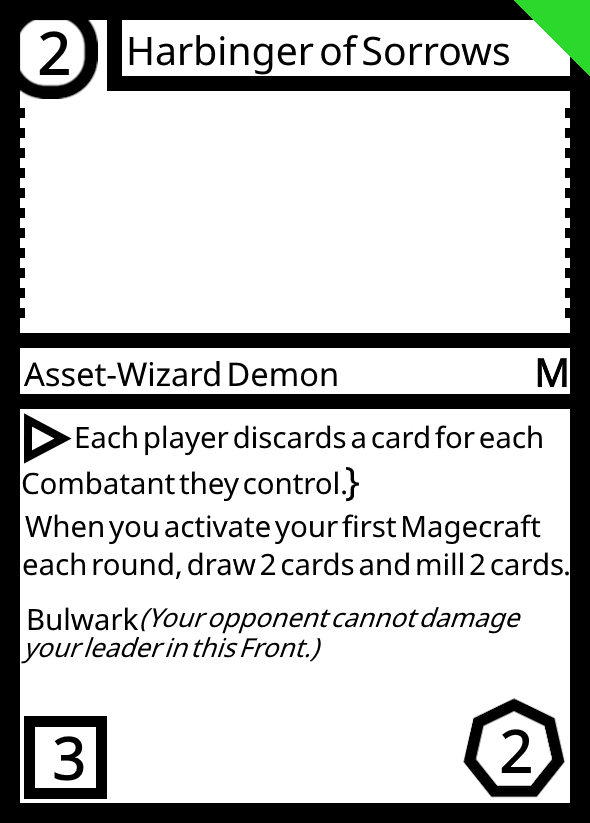 2
Harbinger of Sorrows
Asset-Wizard Demon M
Each player discards a card for each
Combatant they control.}
When you activate your first Magecraft
each round, draw 2 cards and mill 2 cards.
Bulwark(Your opponent cannot damage
your leader in this Front.)
3
2